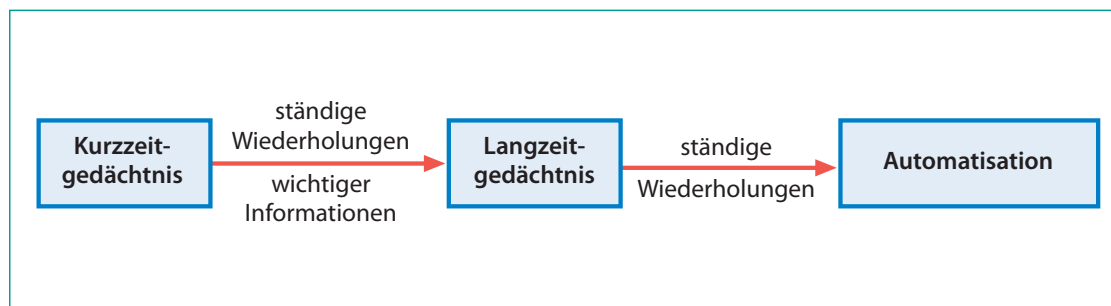 Kurzzeit-
gedächtnis
ständige
Wiederholungen
wichtiger
Informationen
Langzeit-
gedächtnis
ständige
Wiederholungen
Automatisation